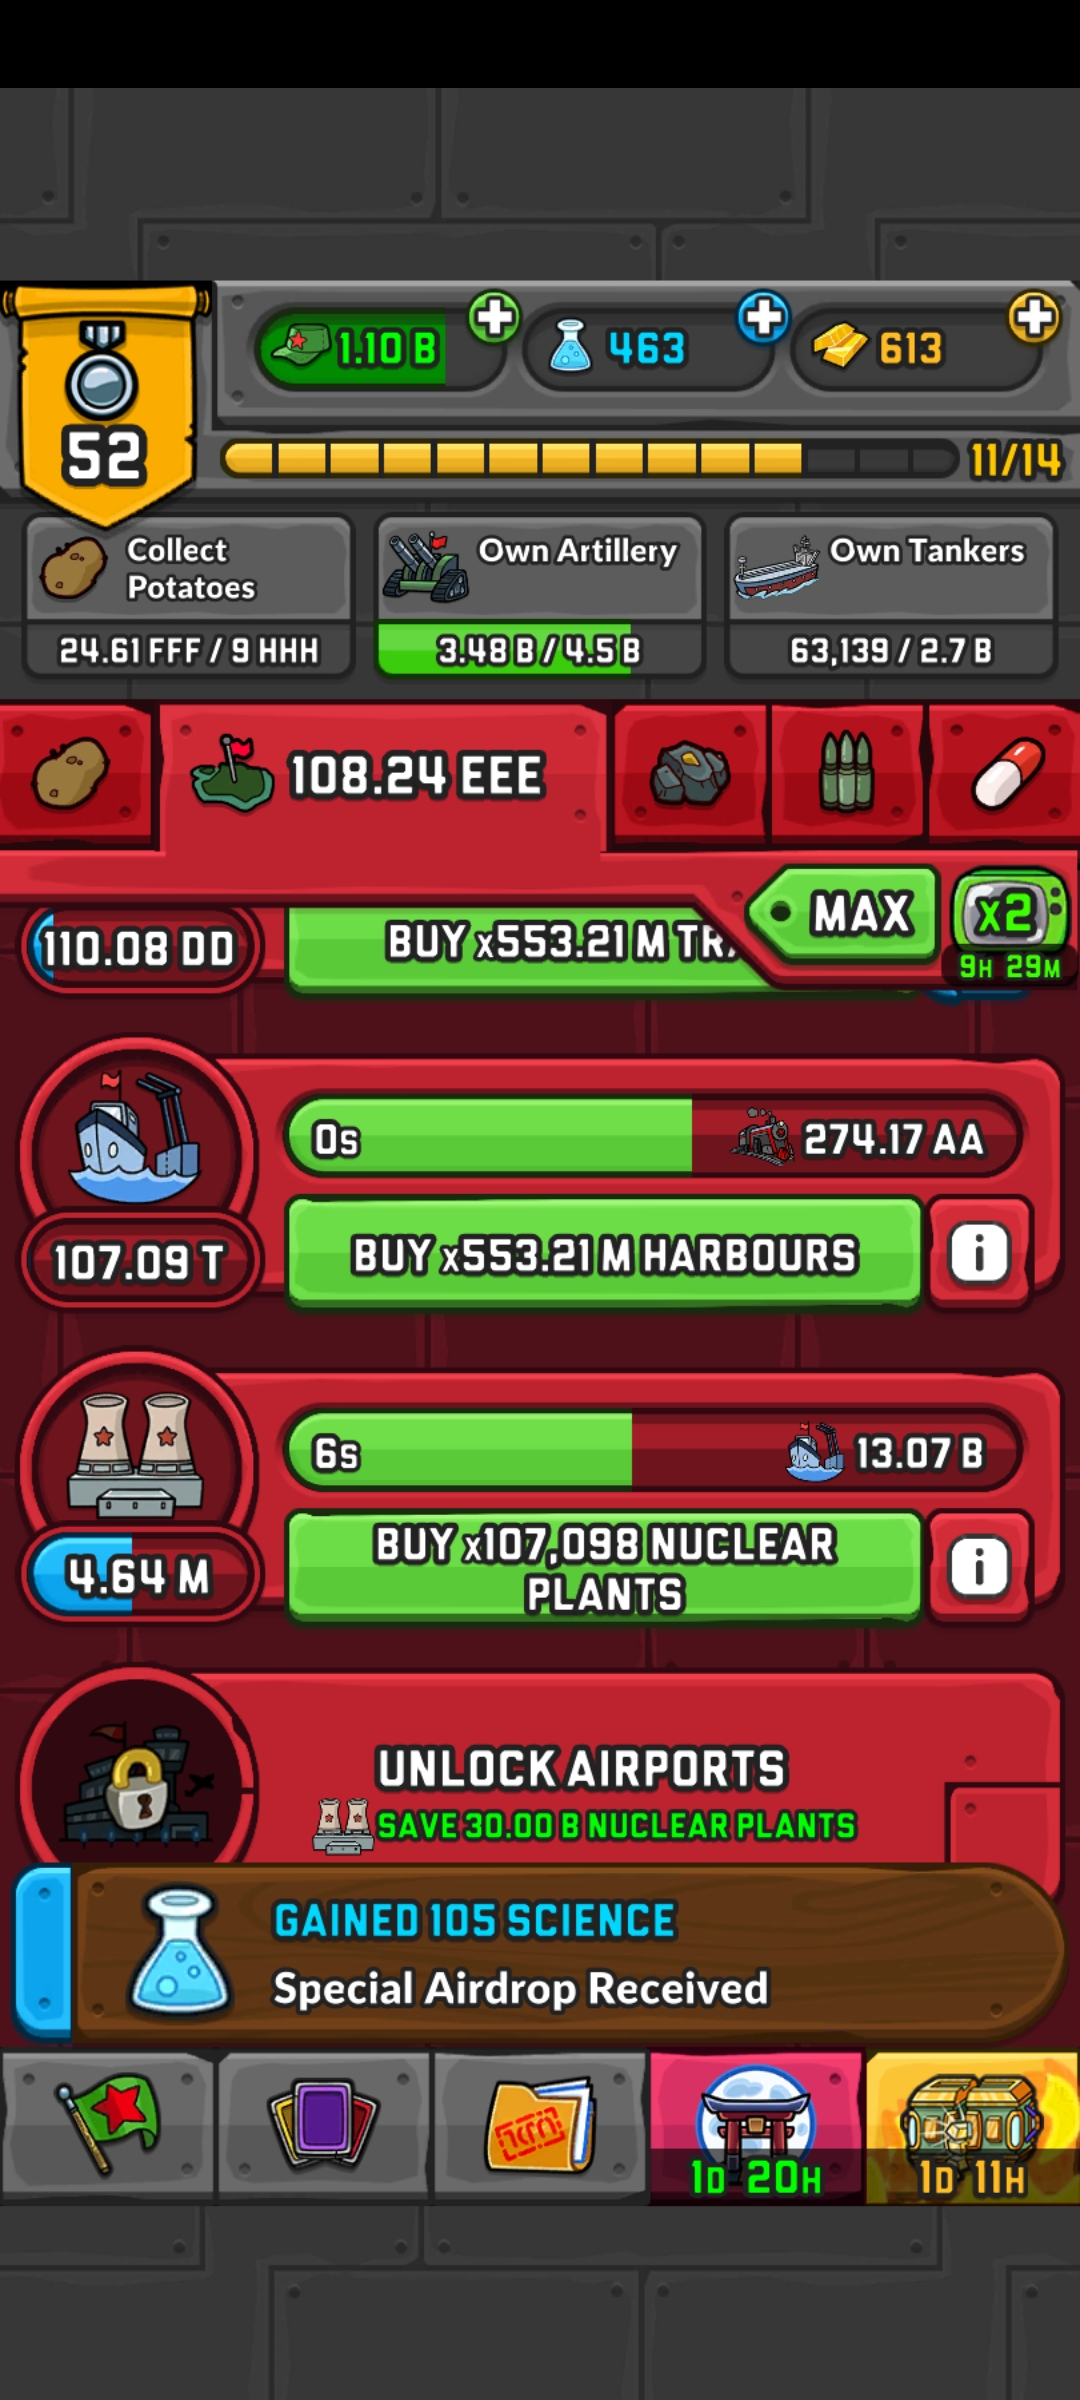 1.10 B
463
613
52
11/14
Collect
Potatoes
Own Artillery
Own Tankers
24.61 FFF / 9 HHH
3.48 B / 4.5 B
63,139 / 2.7 B
108.24 EEE
MAX
x2
9H 29M
110.08 DD
BUY x553.21 M
0s
274.17 AA
107.09 T
BUY x553.21 M HARBOURS
i
6s
13.07 B
4.64 M
BUY x107,098 NUCLEAR
PLANTS
i
UNLOCK AIRPORTS
SAVE 30.00 B NUCLEAR PLANTS
GAINED 105 SCIENCE
Special Airdrop Received
1D 20H
1D 11H